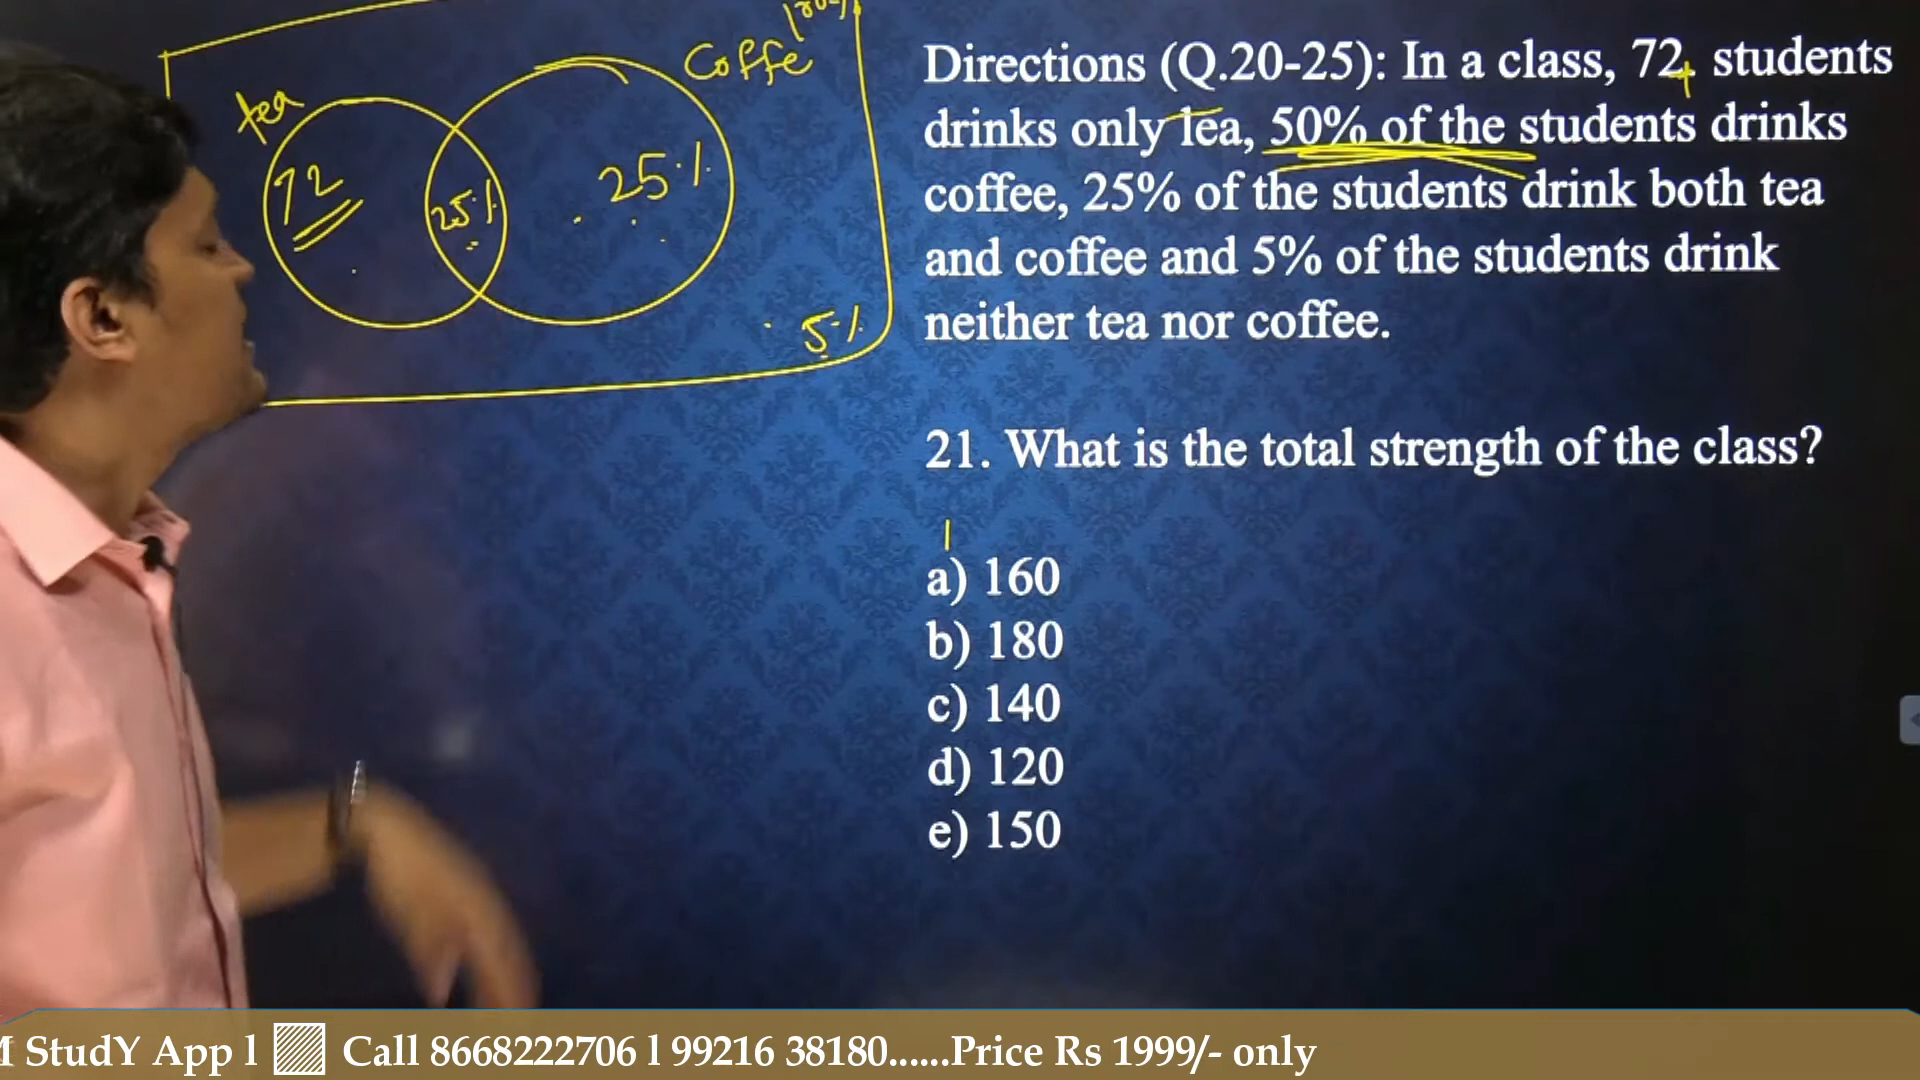 100%
Coffe
tea
72
25%
25%
5%
Directions (Q.20-25): In a class, 72 students
drinks only tea, 50% of the students drinks
coffee, 25% of the students drink both tea
and coffee and 5% of the students drink
neither tea nor coffee.
21. What is the total strength of the class?
a) 160
b) 180
c) 140
d) 120
e) 150
StudY App l Call 8668222706 l 99216 38180......Price Rs 1999/- only